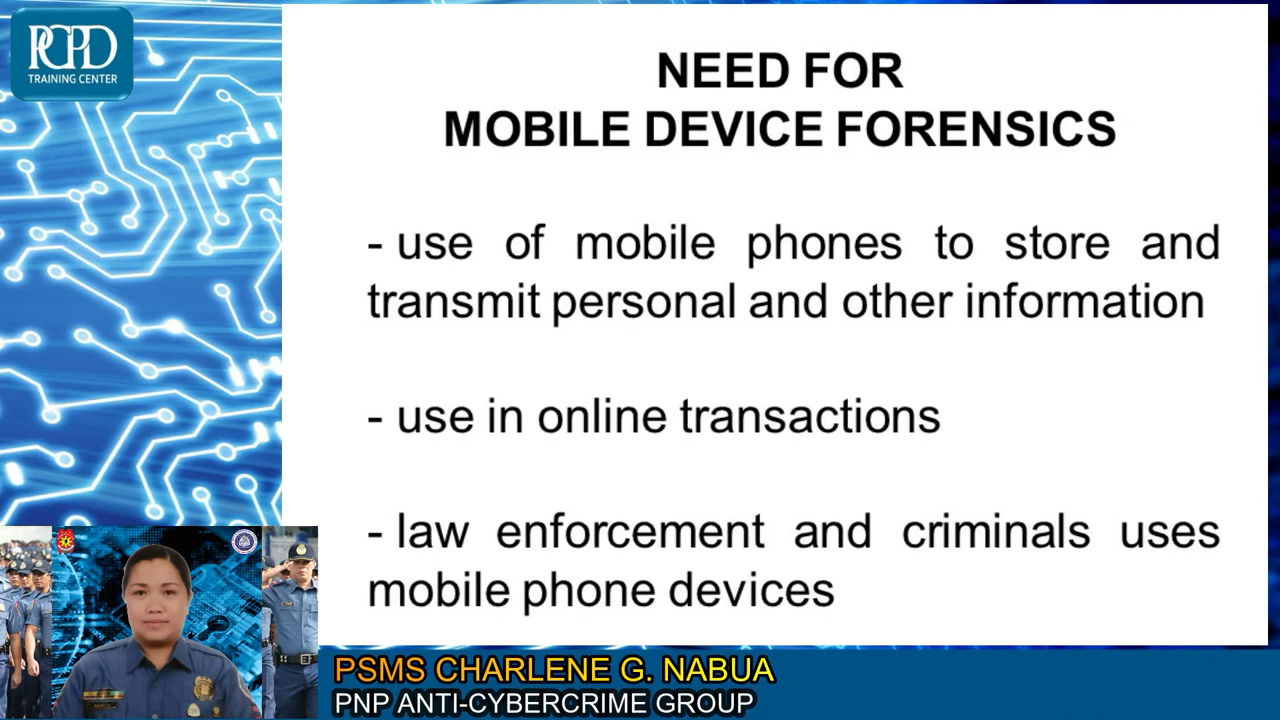 PCPD
TRAINING CENTER
NEED FOR
MOBILE DEVICE FORENSICS
- use of mobile phones to store and
transmit personal and other information
- use in online transactions
- law enforcement and criminals uses
mobile phone devices
PSMS CHARLENE G. NABUA
PNP ANTI-CYBERCRIME GROUP